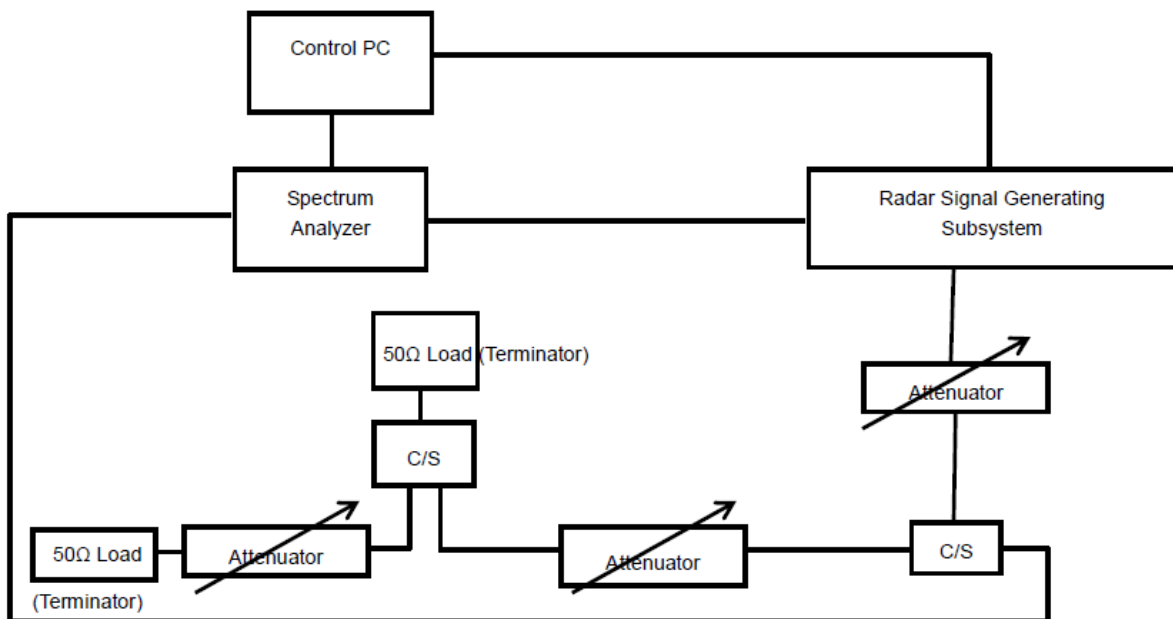 Control PC
Spectrum
Analyzer
Radar Signal Generating
Subsystem
50Ω Load (Terminator)
Attenuator
C/S
50Ω Load
(Terminator)
Attenuator
Attenuator
C/S